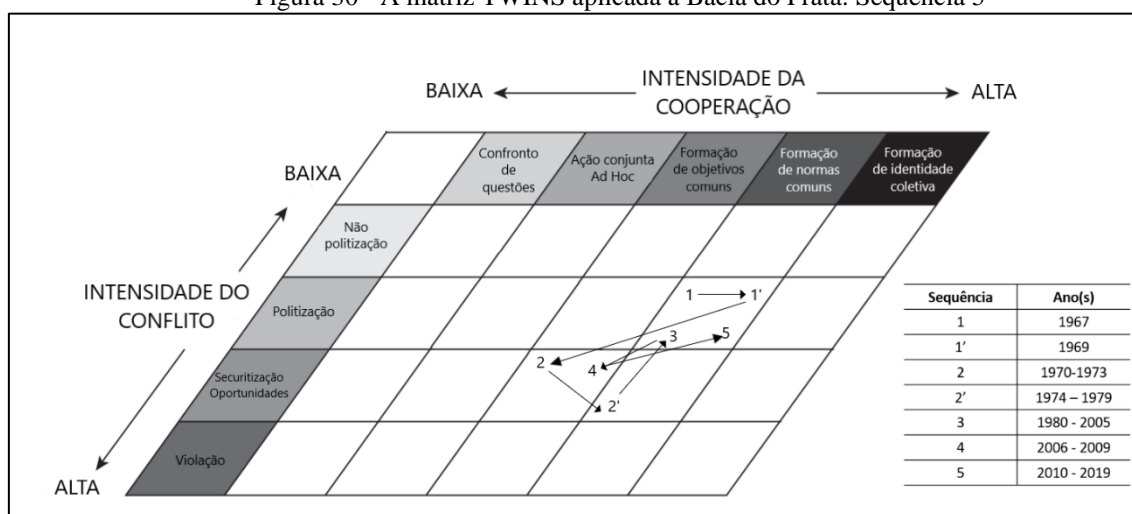 Figura 30 - A matriz TWINS aplicada à Bacia do Prata: Sequência 5
INTENSIDADE DA
COOPERAÇÃO
BAIXA
ALTA
BAIXA
Confronto
de
questões
Ação conjunta
Ad Hoc
Formação
de objetivos
comuns
Formação
de normas
comuns
Formação
de identidade
coletiva
Não
politização
INTENSIDADE DO
CONFLITO
Politização
Securitização
Oportunidades
Violação
ALTA
1
1'
2
3
5
4
2'
Sequência Ano(s)
1 1967
1' 1969
2 1970-1973
2' 1974 – 1979
3 1980 - 2005
4 2006 - 2009
5 2010 - 2019